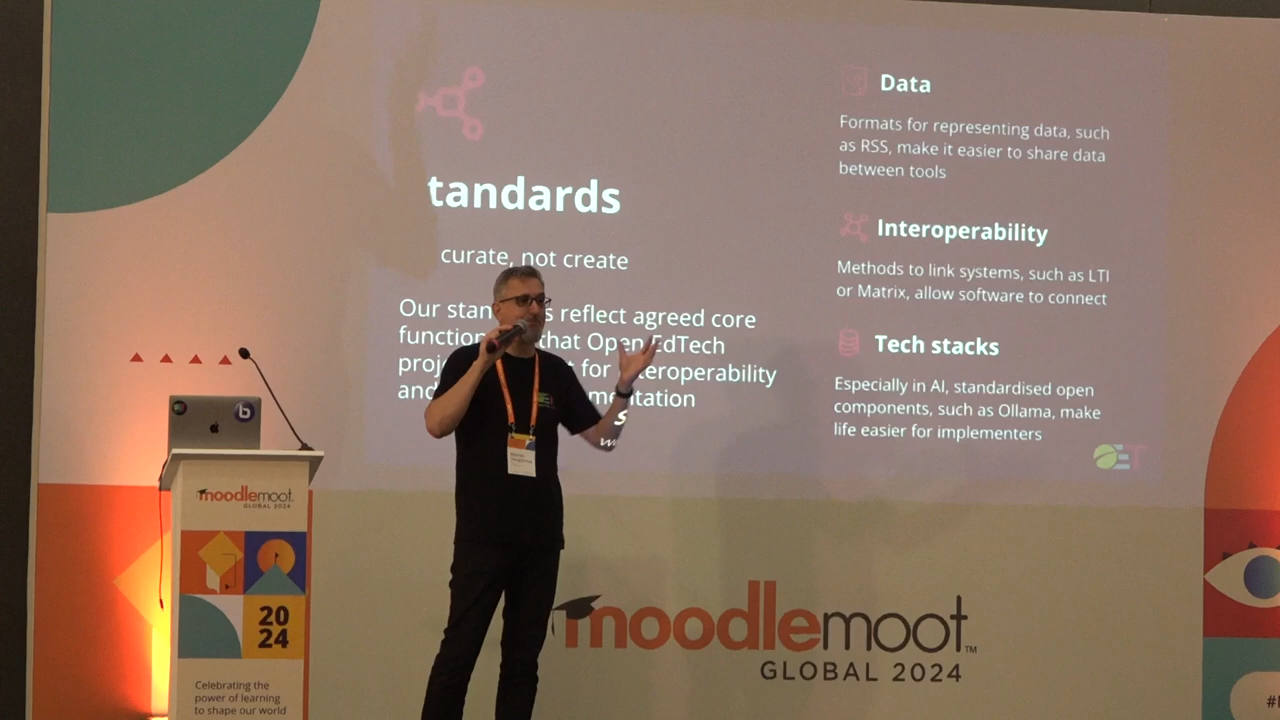 tandards
curate, not create
Our stan s reflect agreed core
function that Open EdTech
proj for interoperability
and mentation
Data
Formats for representing data, such
as RSS, make it easier to share data
between tools
Interoperability
Methods to link systems, such as LTI
or Matrix, allow software to connect
Tech stacks
Especially in AI, standardised open
components, such as Ollama, make
life easier for implementers
OET
b
moodlemoot
GLOBAL 2024
20
24
Celebrating the
power of learning
to shape our world
moodlemoot™
GLOBAL 2024